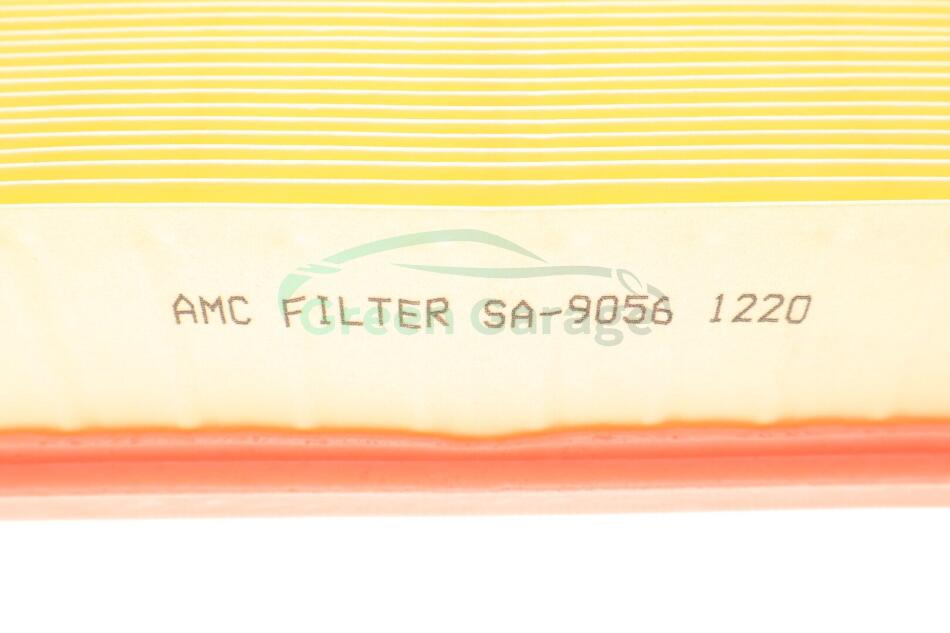 AMC FILTER SA-9056 1220
Green Garage